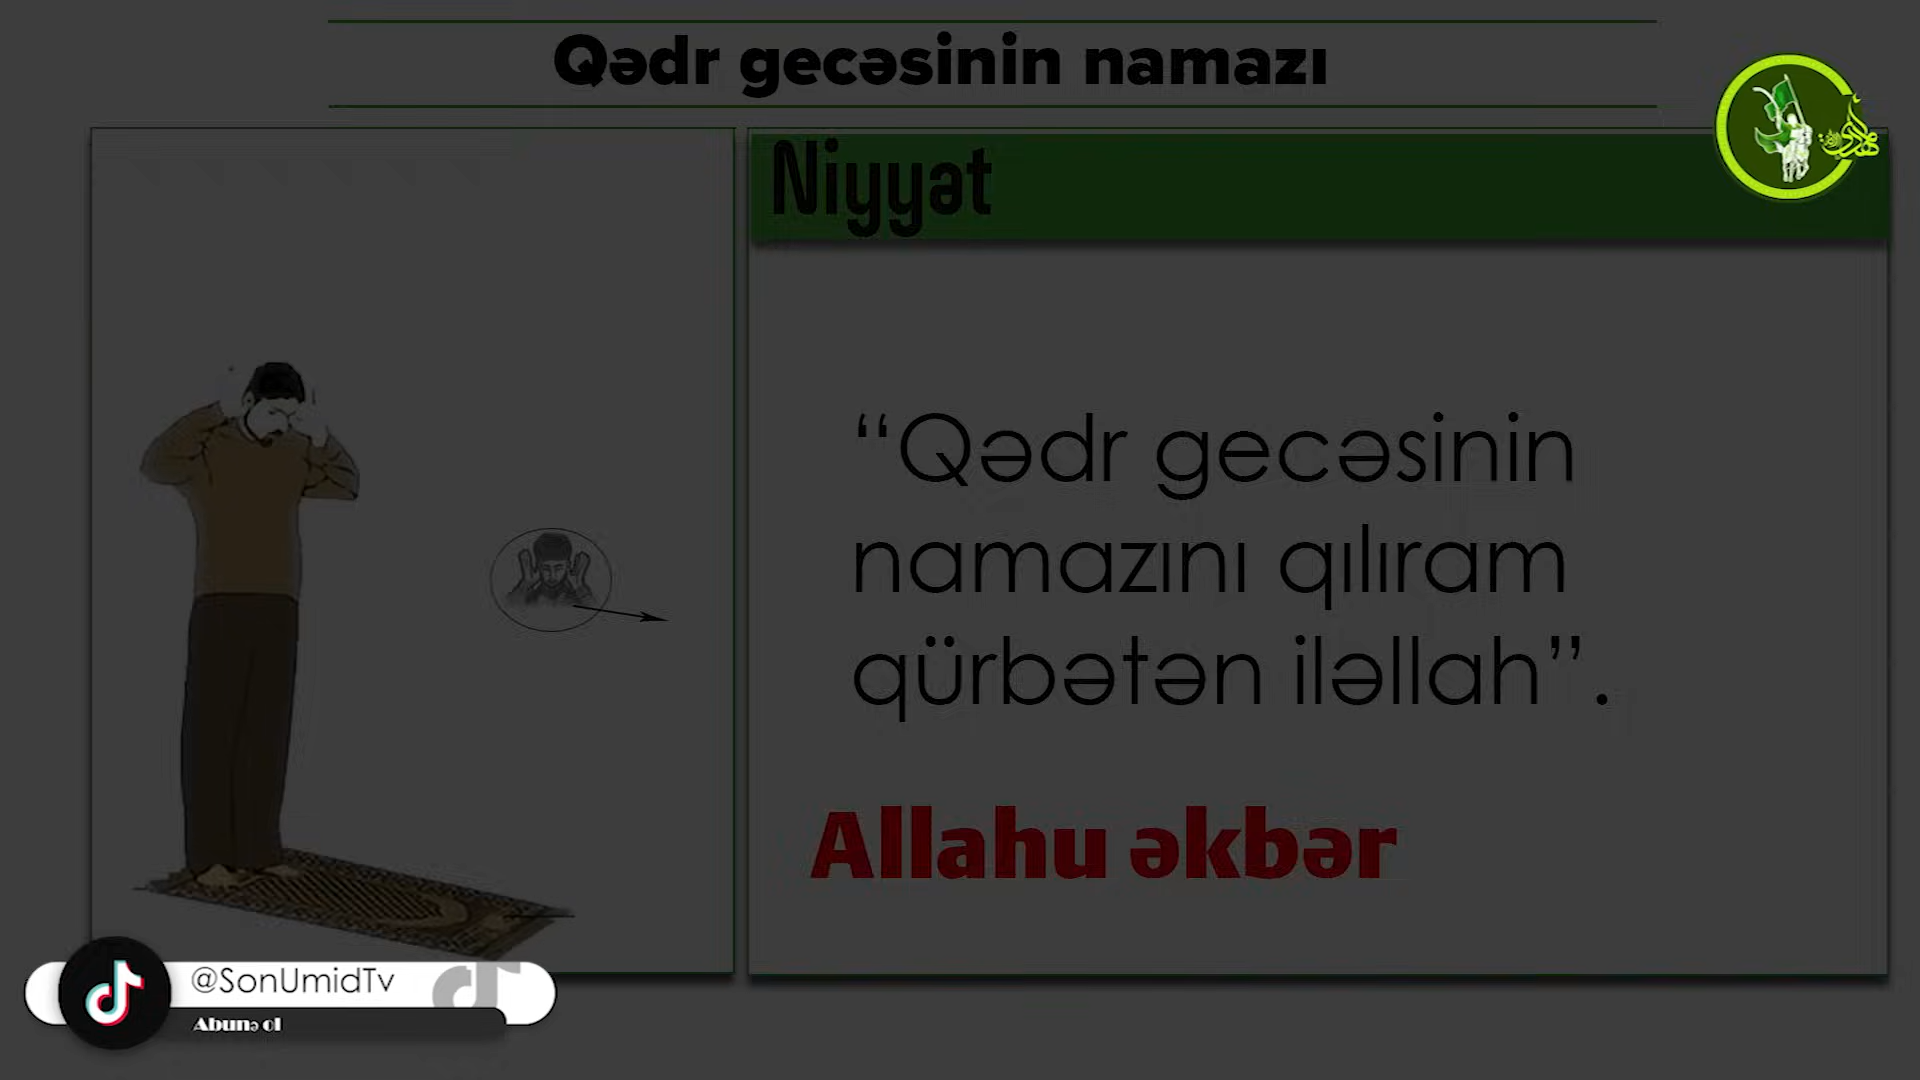 Qədr gecəsinin namazı
Niyyət
“Qədr gecəsinin
namazını qılıram
qürbətən iləllah” .
Allahu əkbər
@SonUmidTv
Abunə ol